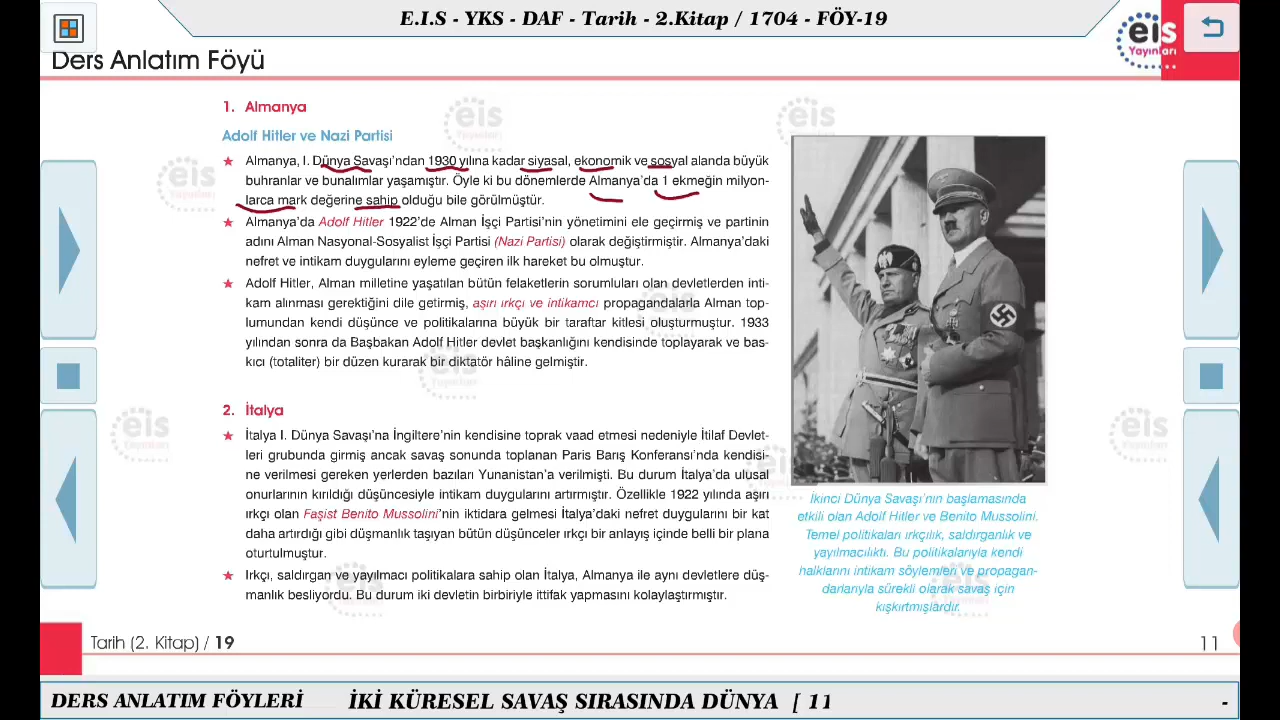 E.I.S - YKS - DAF - Tarih - 2.Kitap / 1704 - FÖY-19
eis
Yayınları
Ders Anlatım Föyü
1. Almanya
Adolf Hitler ve Nazi Partisi
★ Almanya, I. Dünya Savaşı'ndan 1930 yılına kadar siyasal, ekonomik ve sosyal alanda büyük
buhranlar ve bunalımlar yaşamıştır. Öyle ki bu dönemlerde Almanya'da 1 ekmeğin milyon-
larca mark değerine sahip olduğu bile görülmüştür.
★ Almanya'da Adolf Hitler 1922'de Alman İşçi Partisi'nin yönetimini ele geçirmiş ve partinin
adını Alman Nasyonal-Sosyalist İşçi Partisi (Nazi Partisi) olarak değiştirmiştir. Almanya'daki
nefret ve intikam duygularını eyleme geçiren ilk hareket bu olmuştur.
★ Adolf Hitler, Alman milletine yaşatılan bütün felaketlerin sorumluları olan devletlerden inti-
kam alınması gerektiğini dile getirmiş, aşırı ırkçı ve intikamcı propagandalarla Alman top-
lumundan kendi düşünce ve politikalarına büyük bir taraftar kitlesi oluşturmuştur. 1933
yılından sonra da Başbakan Adolf Hitler devlet başkanlığını kendisinde toplayarak ve bas-
kıcı (totaliter) bir düzen kurarak bir diktatör hâline gelmiştir.
2. İtalya
★ İtalya I. Dünya Savaşı'na İngiltere'nin kendisine toprak vaad etmesi nedeniyle İtilaf Devlet-
leri grubunda girmiş ancak savaş sonunda toplanan Paris Barış Konferansı'nda kendisi-
ne verilmesi gereken yerlerden bazıları Yunanistan'a verilmişti. Bu durum İtalya'da ulusal
onurlarının kırıldığı düşüncesiyle intikam duygularını artırmıştır. Özellikle 1922 yılında aşırı
ırkçı olan Faşist Benito Mussolini'nin iktidara gelmesi İtalya'daki nefret duygularını bir kat
daha artırdığı gibi düşmanlık taşıyan bütün düşünceler ırkçı bir anlayış içinde belli bir plana
oturtulmuştur.
★ Irkçı, saldırgan ve yayılmacı politikalara sahip olan İtalya, Almanya ile aynı devletlere düş-
manlık besliyordu. Bu durum iki devletin birbiriyle ittifak yapmasını kolaylaştırmıştır.
İkinci Dünya Savaşı'nın başlamasında
etkili olan Adolf Hitler ve Benito Mussolini.
Temel politikaları ırkçılık, saldırganlık ve
yayılmacılıktı. Bu politikalarıyla kendi
halklarını intikam söylemleri ve propagan-
darlarıyla sürekli olarak savaş için
kışkırtmışlardır.
Tarih (2. Kitap) / 19
11
DERS ANLATIM FÖYLERİ İKİ KÜRESEL SAVAŞ SIRASINDA DÜNYA [ 11 -